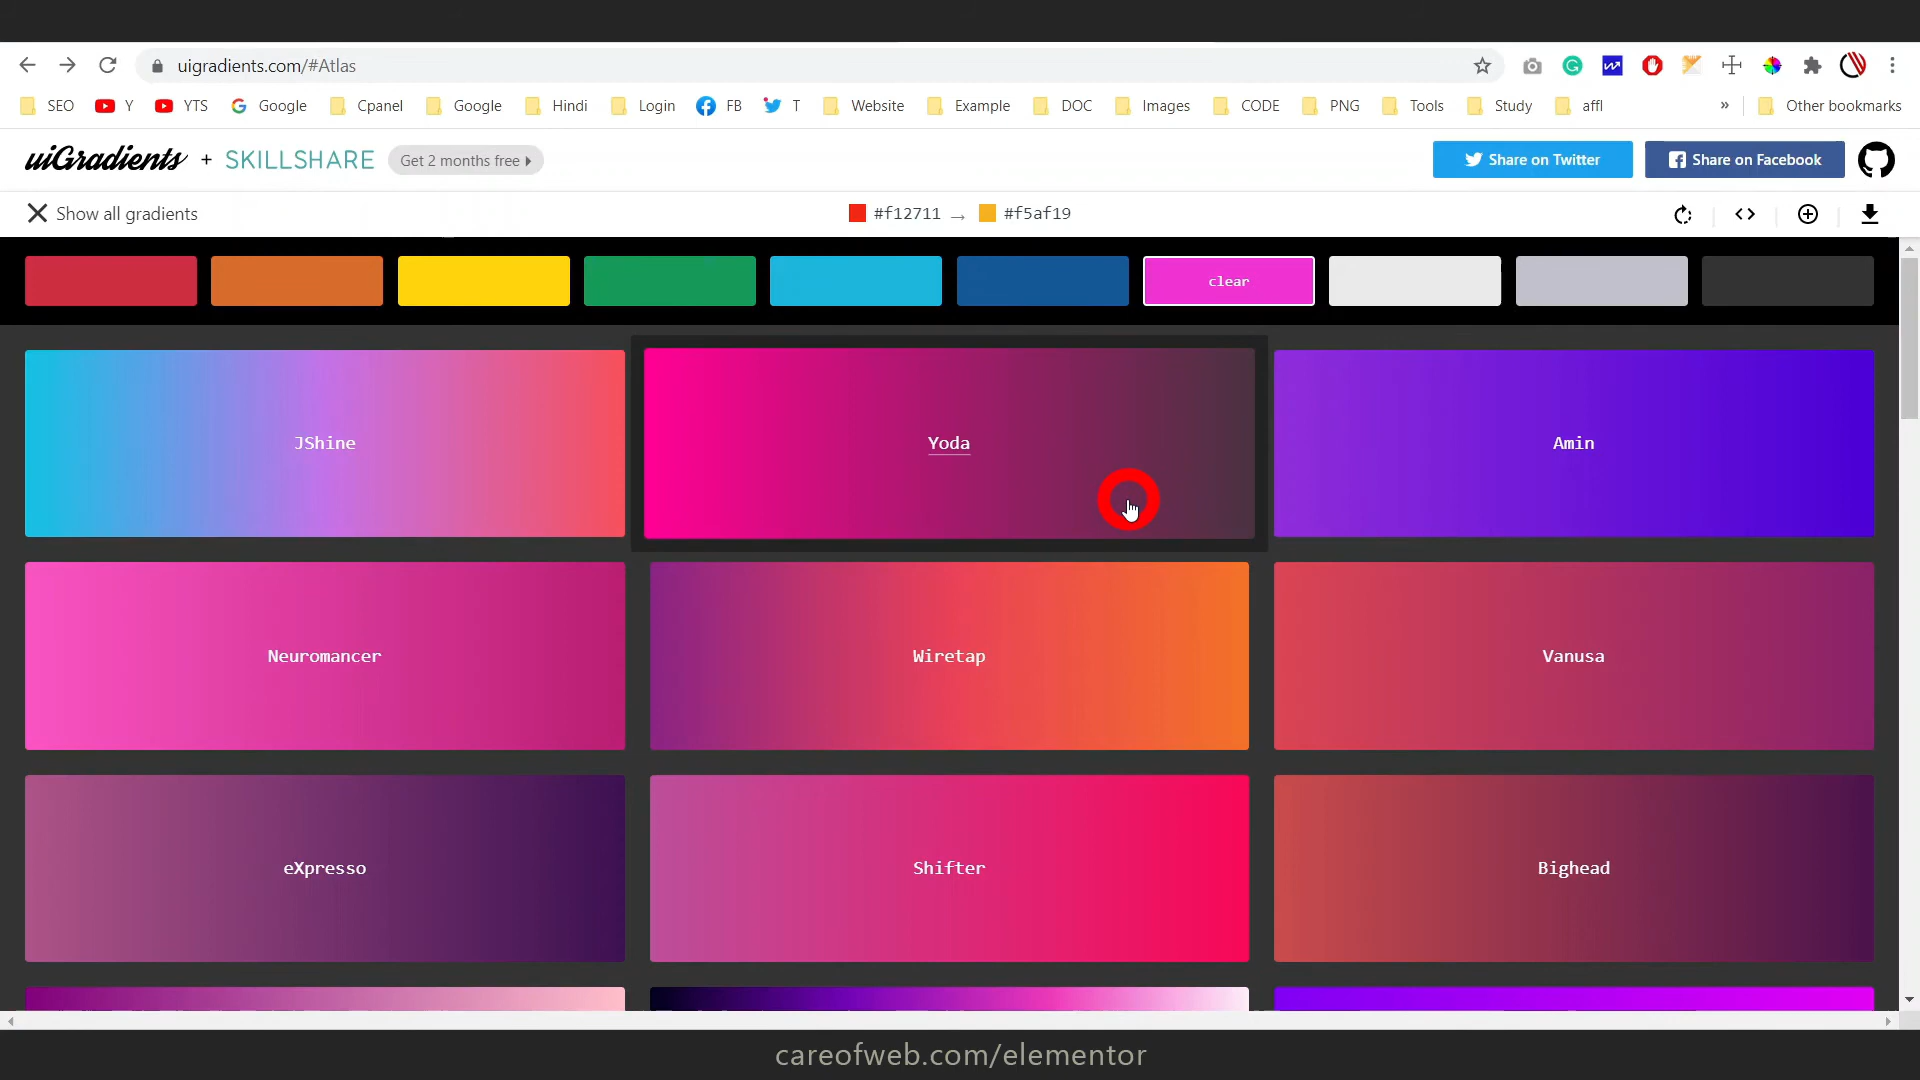 uigradients.com/#Atlas
SEO Y YTS Google Cpanel Google Hindi Login FB T Website Example DOC Images CODE PNG Tools Study affl » Other bookmarks
uiGradients + SKILLSHARE Get 2 months free Share on Twitter Share on Facebook
Show all gradients #f12711 → #f5af19
clear
JShine Yoda Amin
Neuromancer Wiretap Vanusa
eXpresso Shifter Bighead
careofweb.com/elementor